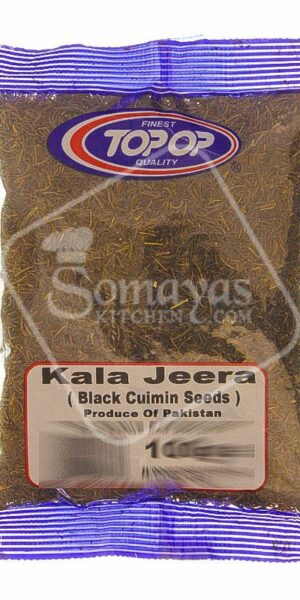 FINEST
TOPOP
QUALITY
Somayas
KITCHEN.COM
Kala Jeera
( Black Cuimin Seeds )
Produce Of Pakistan